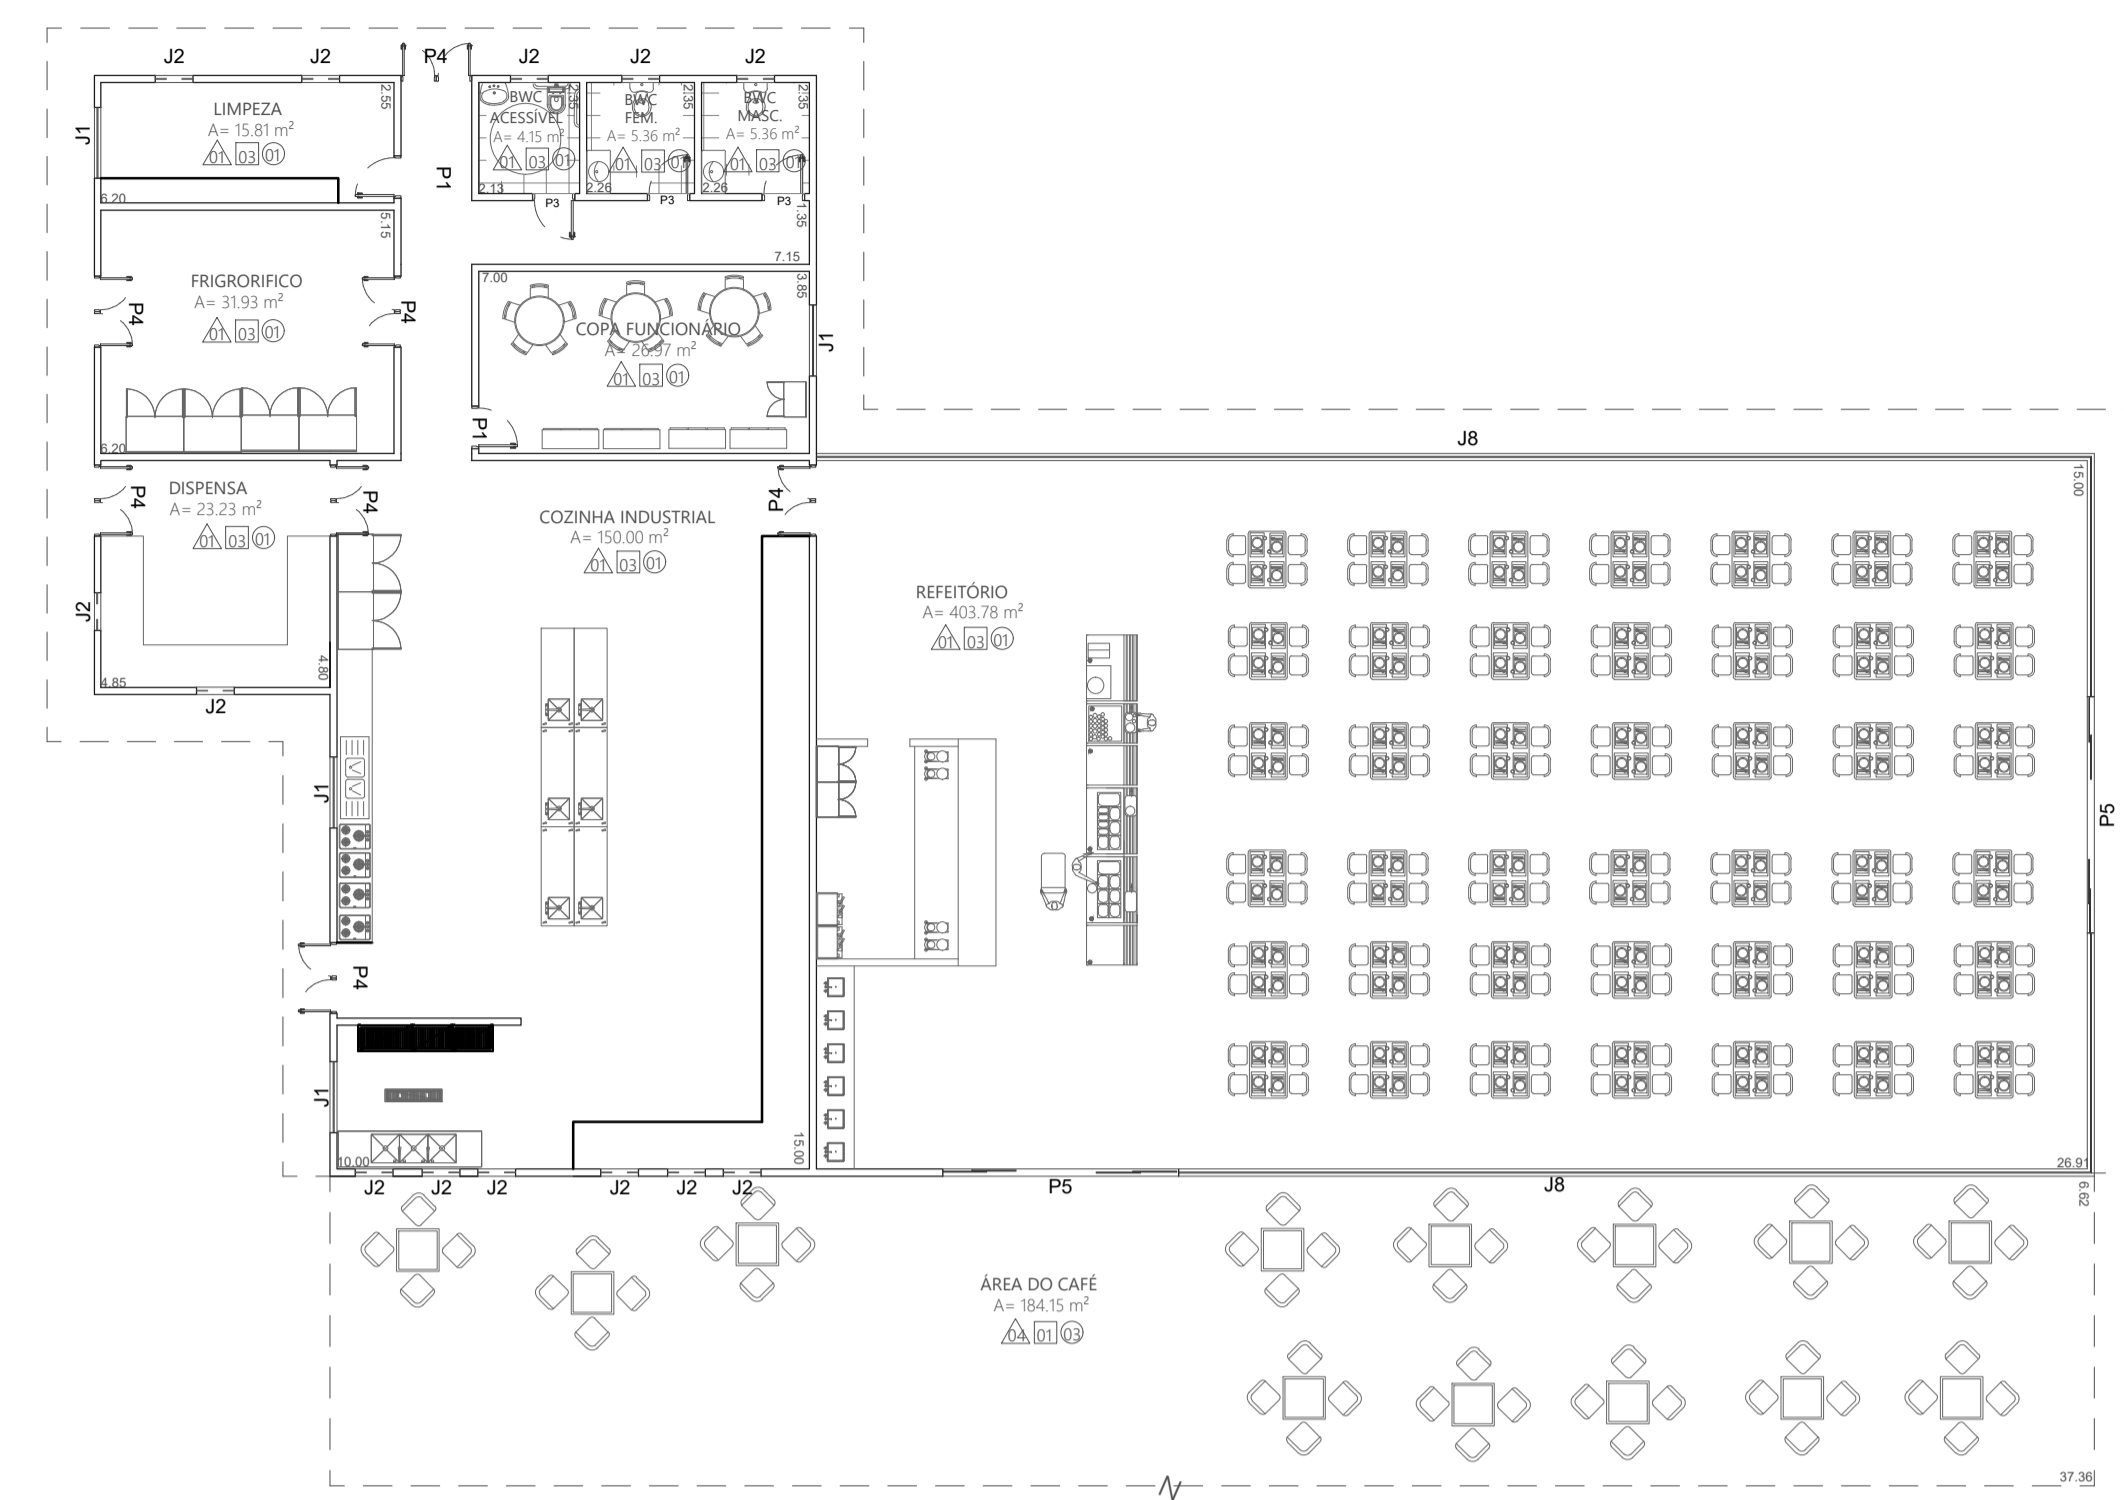 J2
J2
P4
J2
J2
J2
LIMPEZA
A= 15.81 m²
01 03 01
2.55
J1
6.20
P1
BWC
ACESSÍVEL
A= 4.15 m²
01 03 01
2.35
2.13
P3
BWC
FEM.
A= 5.36 m²
01 03 01
2.35
2.26
P3
BWC
MASC.
A= 5.36 m²
01 03 01
2.35
2.26
P3
1.35
7.15
5.15
FRIGRORIFICO
A= 31.93 m²
01 03 01
P4
P4
6.20
7.00
3.85
COPA FUNCIONÁRIO
A= 26.97 m²
01 03 01
J1
P1
DISPENSA
A= 23.23 m²
01 03 01
P4
P4
J2
4.80
4.85
J2
COZINHA INDUSTRIAL
A= 150.00 m²
01 03 01
P4
J1
P4
J1
10.00
15.00
J2
J2
J2
J2
J2
J2
J8
15.00
REFEITÓRIO
A= 403.78 m²
01 03 01
P5
26.91
P5
J8
6.62
ÁREA DO CAFÉ
A= 184.15 m²
04 01 03
37.36